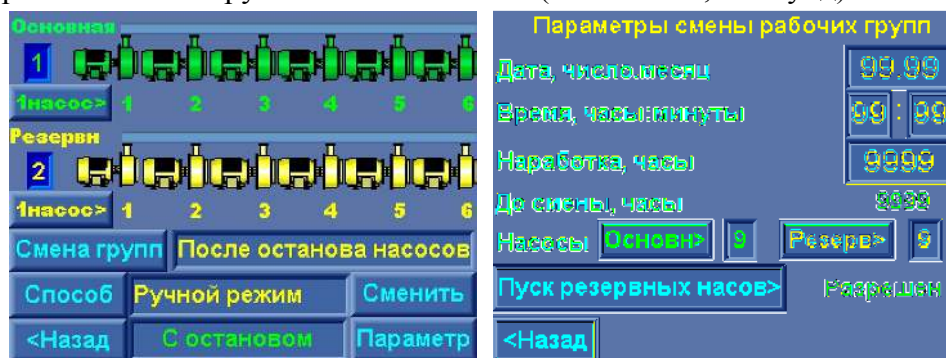 Основная
1
1насос> 1 2 3 4 5 6
Резервн
2
1насос> 1 2 3 4 5 6
Смена групп После останова насосов
Способ Ручной режим Сменить
<Назад С остановом Параметр
Параметры смены рабочих групп
Дата, число.месяц 99.99
Время, часы:минуты 99 : 99
Наработка, часы 9999
До смены, часы 9999
Насосы Основн> 9 Резерв> 9
Пуск резервных насов> Разрешен
<Назад